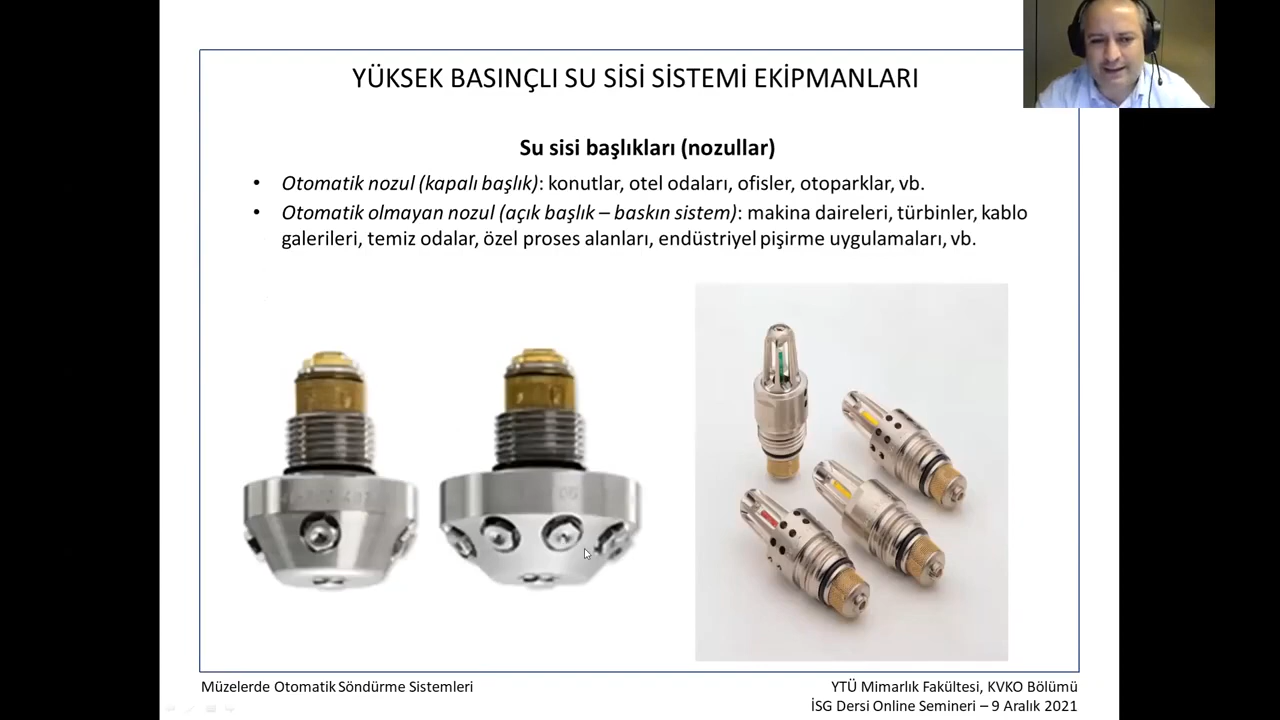 YÜKSEK BASINÇLI SU SİSİ SİSTEMİ EKİPMANLARI
Su sisi başlıkları (nozullar)
• Otomatik nozul (kapalı başlık): konutlar, otel odaları, ofisler, otoparklar, vb.
• Otomatik olmayan nozul (açık başlık – baskın sistem): makina daireleri, türbinler, kablo
galerileri, temiz odalar, özel proses alanları, endüstriyel pişirme uygulamaları, vb.
Müzelerde Otomatik Söndürme Sistemleri
YTÜ Mimarlık Fakültesi, KVKO Bölümü
İSG Dersi Online Semineri – 9 Aralık 2021